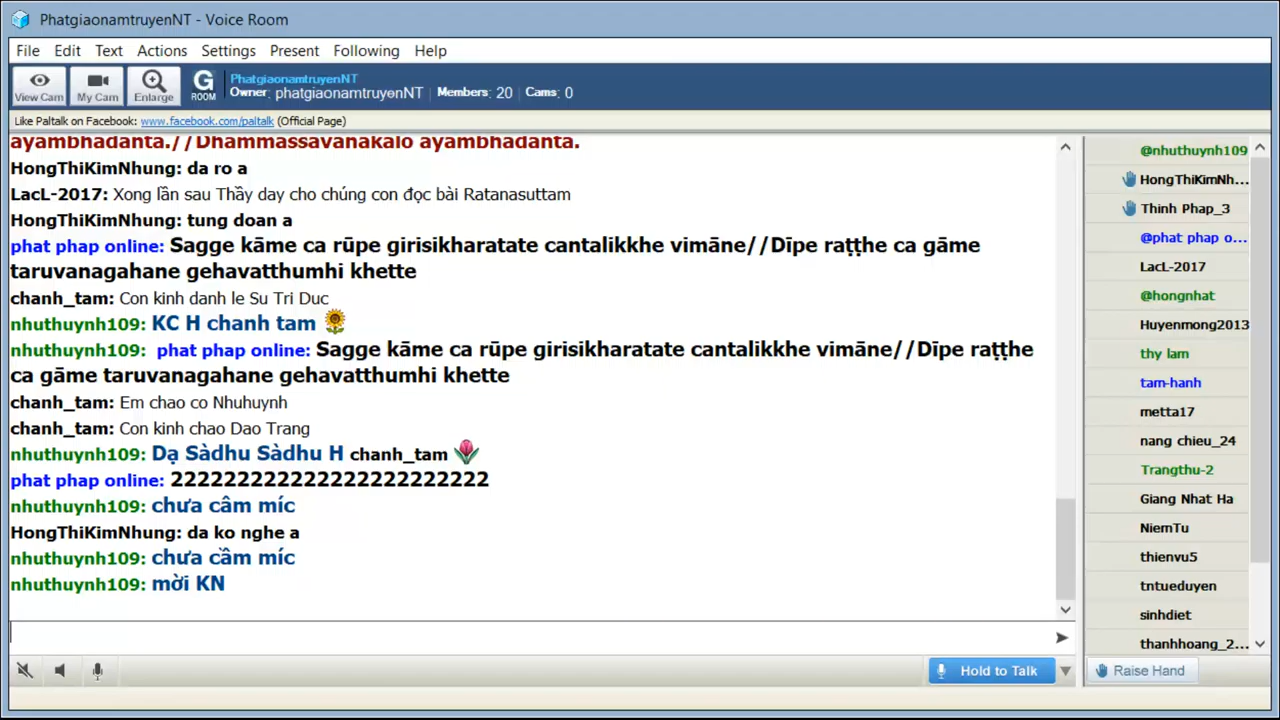 PhatgiaonamtruyenNT - Voice Room
File Edit Text Actions Settings Present Following Help
View Cam My Cam Enlarge G ROOM
PhatgiaonamtruyenNT
Owner: phatgiaonamtruyenNT Members: 20 Cams: 0
Like Paltalk on Facebook: www.facebook.com/paltalk (Official Page)
ayambhadanta.//Dhammassavanakalo ayambhadanta.
HongThiKimNhung: da ro a
LacL-2017: Xong lần sau Thầy day cho chúng con đọc bài Ratanasuttam
HongThiKimNhung: tung doan a
phat phap online: Sagge kāme ca rūpe girisikharatate cantalikkhe vimāne//Dīpe raṭṭhe ca gāme
taruvanagahane gehavatthumhi khette
chanh_tam: Con kinh danh le Su Tri Duc
nhuthuynh109: KC H chanh tam
nhuthuynh109: phat phap online: Sagge kāme ca rūpe girisikharatate cantalikkhe vimāne//Dīpe raṭṭhe
ca gāme taruvanagahane gehavatthumhi khette
chanh_tam: Em chao co Nhuhuynh
chanh_tam: Con kinh chao Dao Trang
nhuthuynh109: Dạ Sàdhu Sàdhu H chanh_tam
phat phap online: 2222222222222222222222222
nhuthuynh109: chưa câm míc
HongThiKimNhung: da ko nghe a
nhuthuynh109: chưa cầm míc
nhuthuynh109: mời KN
Hold to Talk
@nhuthuynh109
HongThiKimNh...
Thinh Phap_3
@phat phap o...
LacL-2017
@hongnhat
Huyenmong2013
thy lam
tam-hanh
metta17
nang chieu_24
Trangthu-2
Giang Nhat Ha
NiemTu
thienvu5
tntueduyen
sinhdiet
thanhhoang_2...
Raise Hand